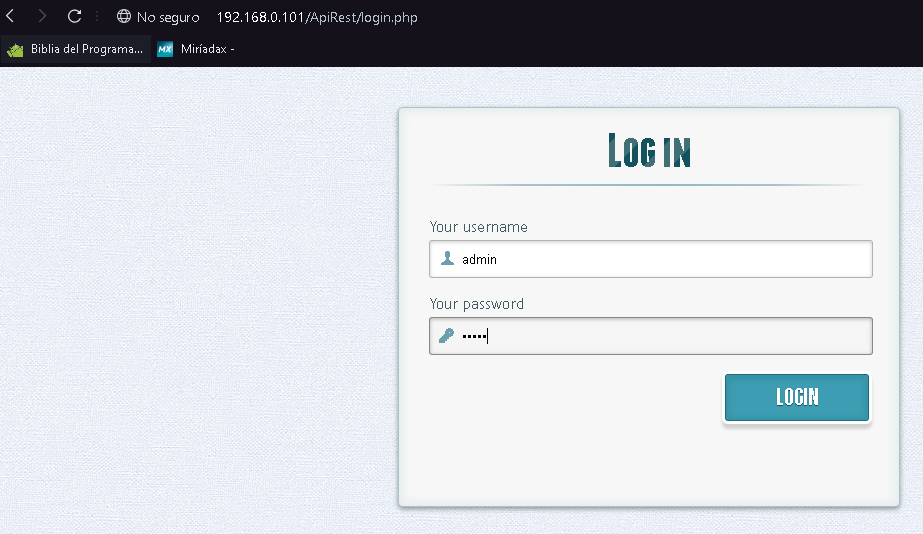 No seguro 192.168.0.101/ApiRest/login.php
Biblia del Programa... MX Miríadax -
LOG IN
Your username
admin
Your password
•••••
LOGIN